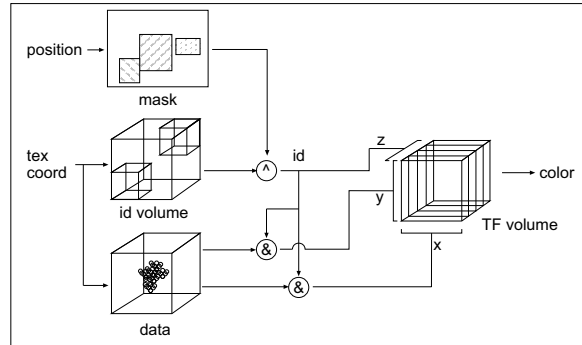 position
mask
tex
coord
id volume
^
id
z
y
x
&
&
data
TF volume
color